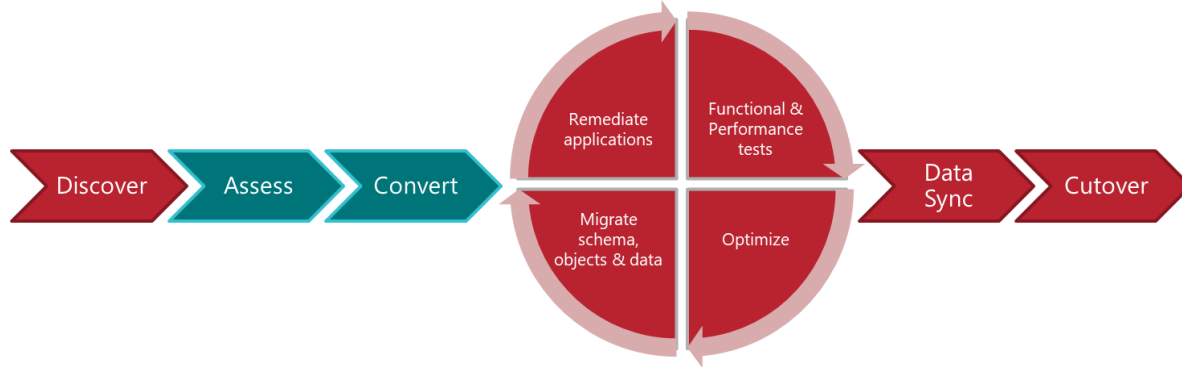 Discover
Assess
Convert
Remediate
applications
Functional &
Performance
tests
Migrate
schema,
objects & data
Optimize
Data
Sync
Cutover